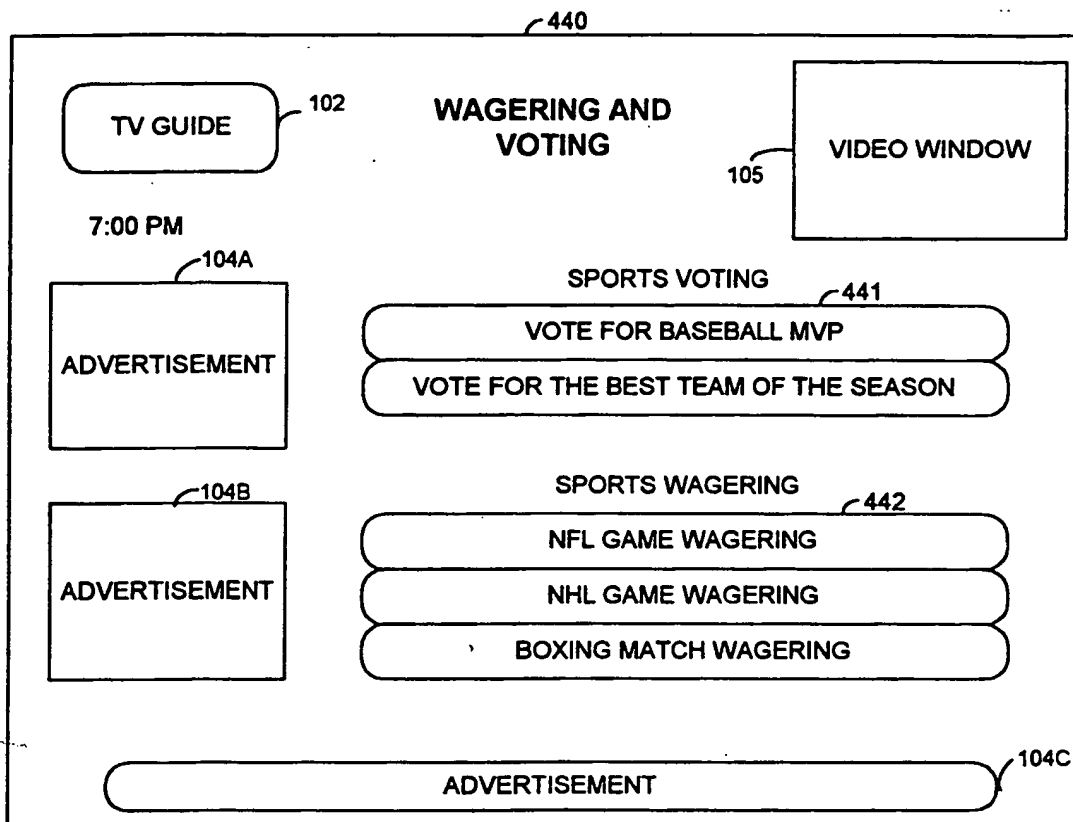 440
TV GUIDE
102
WAGERING AND
VOTING
105
VIDEO WINDOW
7:00 PM
104A
ADVERTISEMENT
SPORTS VOTING
441
VOTE FOR BASEBALL MVP
VOTE FOR THE BEST TEAM OF THE SEASON
104B
ADVERTISEMENT
SPORTS WAGERING
442
NFL GAME WAGERING
NHL GAME WAGERING
BOXING MATCH WAGERING
ADVERTISEMENT
104C